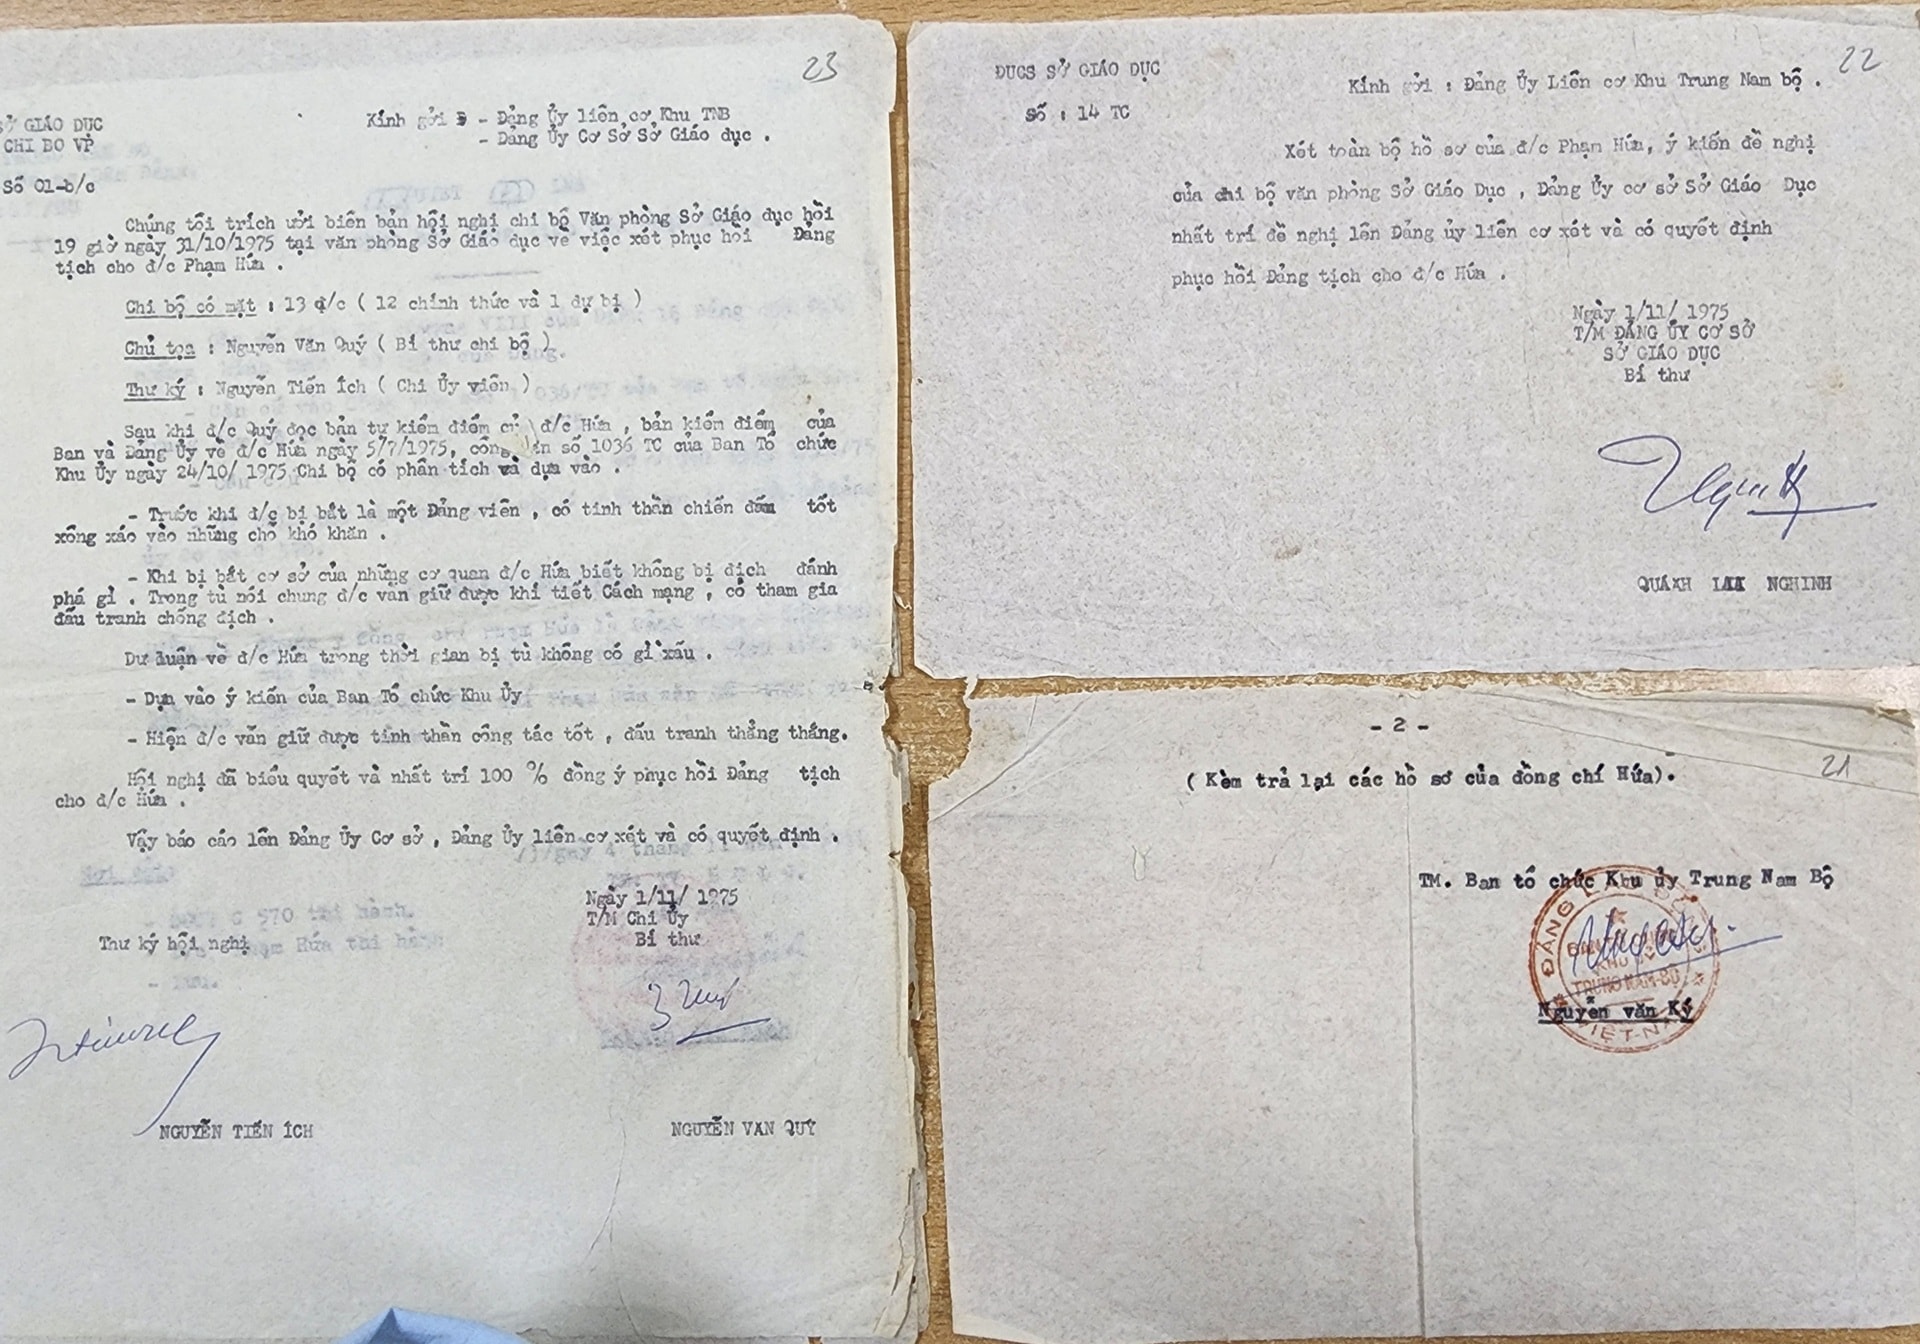 23
SỞ GIÁO DỤC
CHI BỘ VP
Số 01-b/c
Kính gởi - Đảng Ủy liên cơ Khu TNB
- Đảng Ủy Cơ Sở Sở Giáo dục .
Chúng tôi trích ưởi biên bản hội nghị chi bộ Văn phòng Sở Giáo dục hồi
19 giờ ngày 31/10/1975 tại văn phòng Sở Giáo dục về việc xét phục hồi Đảng
tịch cho đ/c Phạm Hứa .
Chi bộ có mặt : 13 đ/c ( 12 chính thức và 1 dự bị )
Chủ tọa : Nguyễn Văn Quý ( Bí thư chi bộ )
Thư ký : Nguyễn Tiến Ích ( Chi Ủy viên )
Sau khi đ/c Quý đọc bản tự kiểm điểm củ đ/c Hứa , bản kiểm điểm của
Ban và Đảng Ủy về đ/c Hứa ngày 5/7/1975, công ăn số 1036 TC của Ban Tổ chức
Khu Ủy ngày 24/10/ 1975 Chi bộ có phân tích và dựa vào .
- Trước khi đ/c bị bắt là một Đảng viên , có tinh thần chiến đấu tốt
xông xáo vào những chỗ khó khăn .
- Khi bị bắt cơ sở của những cơ quan đ/c Hứa biết không bị địch đánh
phá gì . Trong tù nói chung đ/c vẫn giữ được khí tiết Cách mạng , có tham gia
đấu tranh chống địch .
Dư luận về đ/c Hứa trong thời gian bị tù không có gì xấu .
- Dựa vào ý kiến của Ban Tổ chức Khu Ủy
- Hiện đ/c vẫn giữ được tinh thần công tác tốt , đấu tranh thẳng thắng.
Hội nghị đã biểu quyết và nhất trí 100 % đồng ý phục hồi Đảng tịch
cho đ/c Hứa .
Vậy báo cáo lên Đảng Ủy Cơ sở , Đảng Ủy liên cơ xét và có quyết định .
Ngày 1/11/ 1975
T/M Chi Ủy
Bí thư
Thư ký hội nghị
NGUYỄN TIẾN ÍCH
NGUYỄN VĂN QUÝ
22
ĐUCS SỞ GIÁO DỤC
Số : 14 TC
Kính gởi : Đảng Ủy Liên cơ Khu Trung Nam bộ .
Xét toàn bộ hồ sơ của đ/c Phạm Hứa, ý kiến đề nghị
của chi bộ văn phòng Sở Giáo Dục , Đảng Ủy cơ sở Sở Giáo Dục
nhất trí đề nghị lên Đảng ủy liên cơ xét và có quyết định
phục hồi Đảng tịch cho đ/c Hứa .
Ngày 1/11/ 1975
T/M ĐẢNG ỦY CƠ SỞ
SỞ GIÁO DỤC
Bí thư
NGHINH
- 2 -
21
( Kèm trả lại các hồ sơ của đồng chí Hứa).
TM. Ban tổ chức Khu ủy Trung Nam Bộ
TRUNG NAM-BỘ
Nguyễn văn Ký